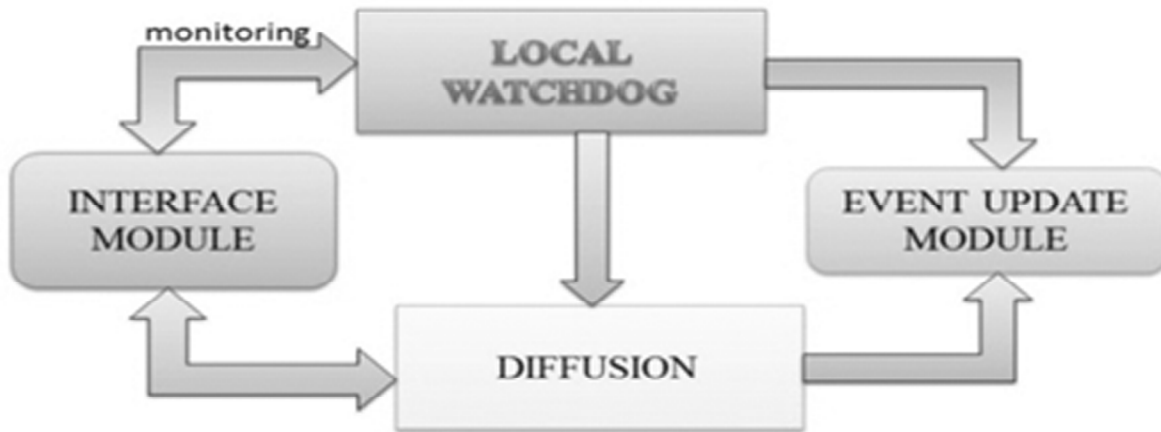 monitoring
LOCAL
WATCHDOG
INTERFACE
MODULE
EVENT UPDATE
MODULE
DIFFUSION